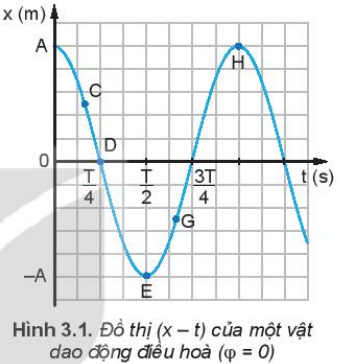 x (m)
A
H
C
D
0
T/4
T/2
3T/4
t (s)
G
–A
E
Hình 3.1. Đồ thị (x – t) của một vật
dao động điều hoà (φ = 0)